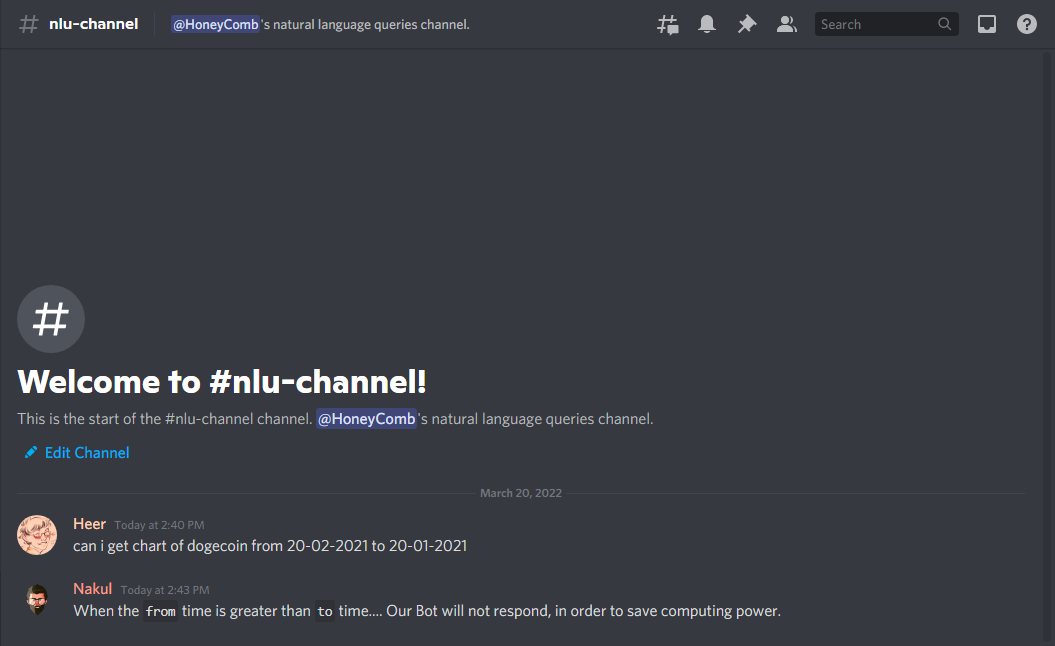 # nlu-channel @HoneyComb's natural language queries channel. Search
#
Welcome to #nlu-channel!
This is the start of the #nlu-channel channel. @HoneyComb's natural language queries channel.
Edit Channel
March 20, 2022
Heer Today at 2:40 PM
can i get chart of dogecoin from 20-02-2021 to 20-01-2021
Nakul Today at 2:43 PM
When the from time is greater than to time.... Our Bot will not respond, in order to save computing power.